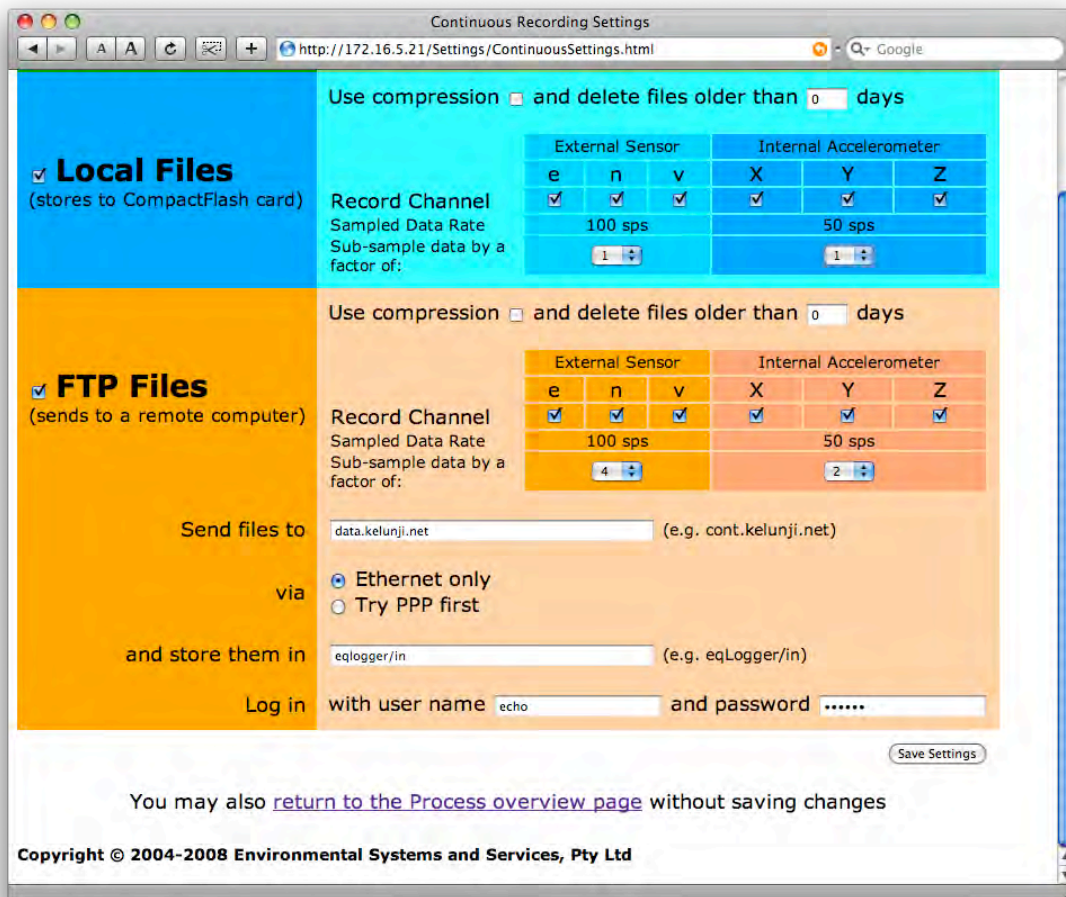 Continuous Recording Settings
A A http://172.16.5.21/Settings/ContinuousSettings.html Google
Use compression and delete files older than 0 days
Local Files
(stores to CompactFlash card)
External Sensor Internal Accelerometer
e n v X Y Z
Record Channel
Sampled Data Rate 100 sps 50 sps
Sub-sample data by a
factor of: 1 1
Use compression and delete files older than 0 days
FTP Files
(sends to a remote computer)
External Sensor Internal Accelerometer
e n v X Y Z
Record Channel
Sampled Data Rate 100 sps 50 sps
Sub-sample data by a
factor of: 4 2
Send files to data.kelunji.net (e.g. cont.kelunji.net)
via Ethernet only
Try PPP first
and store them in eqlogger/in (e.g. eqLogger/in)
Log in with user name echo and password ••••••
Save Settings
You may also return to the Process overview page without saving changes
Copyright © 2004-2008 Environmental Systems and Services, Pty Ltd